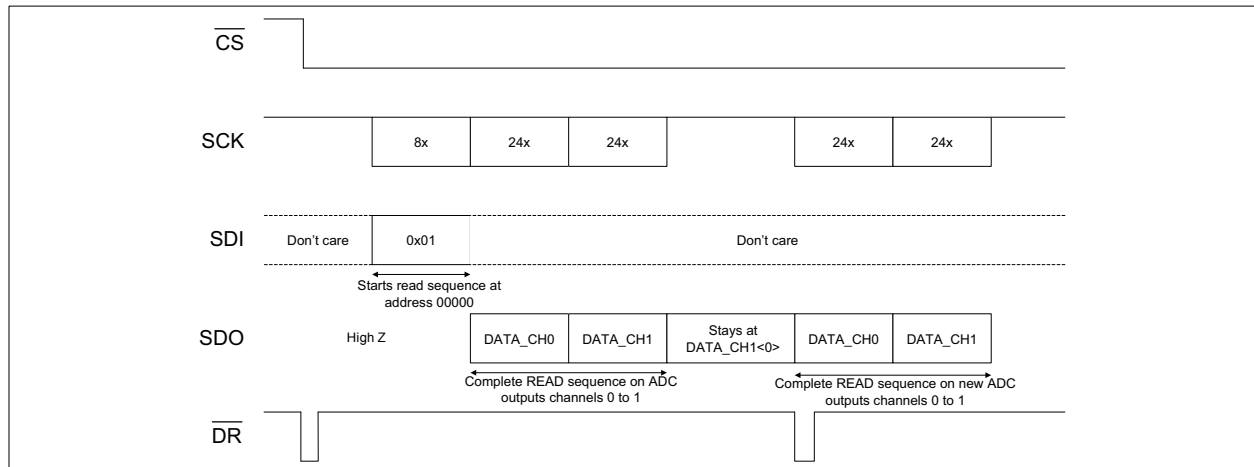 CS
SCK
8x
24x
24x
24x
24x
SDI
Don't care
0x01
Don't care
Starts read sequence at
address 00000
SDO
High Z
DATA_CH0
DATA_CH1
Stays at
DATA_CH1<0>
DATA_CH0
DATA_CH1
Complete READ sequence on ADC
outputs channels 0 to 1
Complete READ sequence on new ADC
outputs channels 0 to 1
DR